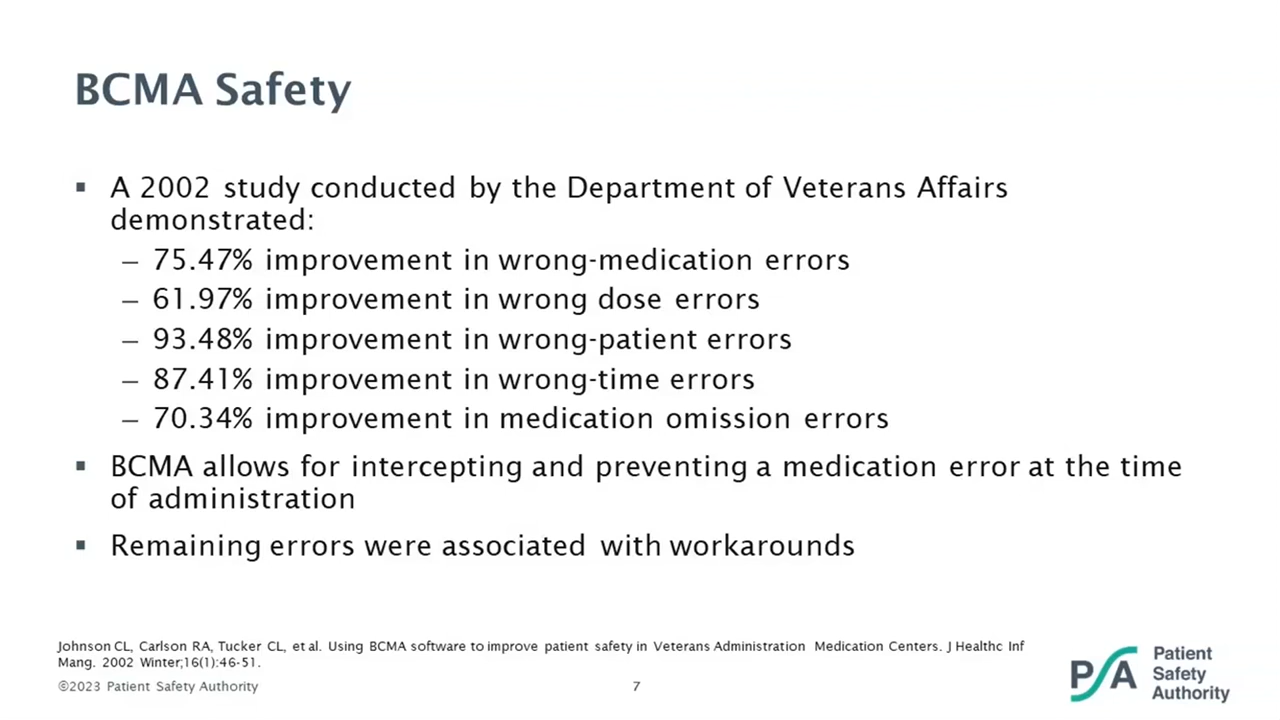 BCMA Safety
▪ A 2002 study conducted by the Department of Veterans Affairs
demonstrated:
– 75.47% improvement in wrong-medication errors
– 61.97% improvement in wrong dose errors
– 93.48% improvement in wrong-patient errors
– 87.41% improvement in wrong-time errors
– 70.34% improvement in medication omission errors
▪ BCMA allows for intercepting and preventing a medication error at the time
of administration
▪ Remaining errors were associated with workarounds
Johnson CL, Carlson RA, Tucker CL, et al. Using BCMA software to improve patient safety in Veterans Administration Medication Centers. J Healthc Inf
Mang. 2002 Winter;16(1):46-51.
©2023 Patient Safety Authority
7
PSA
Patient
Safety
Authority